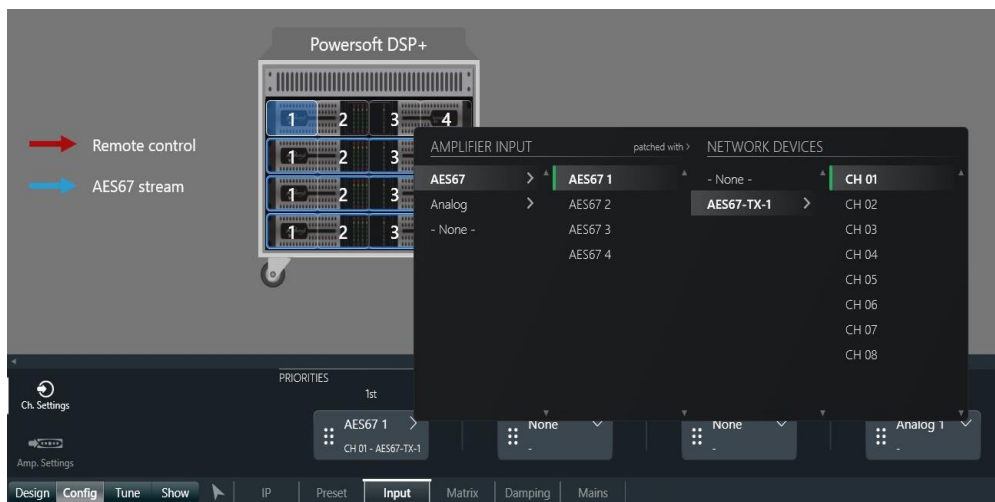 Powersoft DSP+
1 2 3 4
1 2 3
1 2 3
1 2 3
Remote control
AES67 stream
AMPLIFIER INPUT patched with > NETWORK DEVICES
AES67 > AES67 1 - None - CH 01
Analog > AES67 2 AES67-TX-1 > CH 02
- None - AES67 3 CH 03
AES67 4 CH 04
CH 05
CH 06
CH 07
CH 08
Ch. Settings
Amp. Settings
PRIORITIES
1st
AES67 1 >
CH 01 - AES67-TX-1
None
-
None
-
Analog 1
-
Design Config Tune Show IP Preset Input Matrix Damping Mains